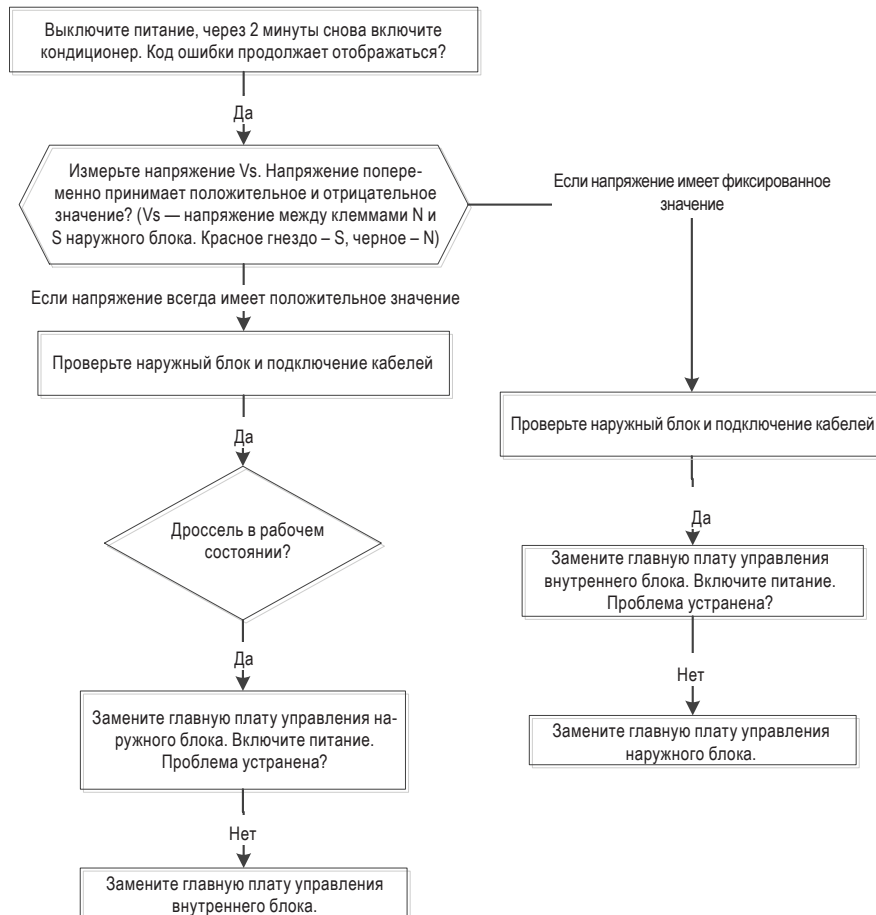 Выключите питание, через 2 минуты снова включите
кондиционер. Код ошибки продолжает отображаться?
Да
Измерьте напряжение Vs. Напряжение попере-
менно принимает положительное и отрицательное
значение? (Vs — напряжение между клеммами N и
S наружного блока. Красное гнездо – S, черное – N)
Если напряжение имеет фиксированное
значение
Если напряжение всегда имеет положительное значение
Проверьте наружный блок и подключение кабелей
Проверьте наружный блок и подключение кабелей
Да
Дроссель в рабочем
состоянии?
Да
Замените главную плату управления
внутреннего блока. Включите питание.
Проблема устранена?
Да
Нет
Замените главную плату управления на-
ружного блока. Включите питание.
Проблема устранена?
Замените главную плату управления
наружного блока.
Нет
Замените главную плату управления
внутреннего блока.